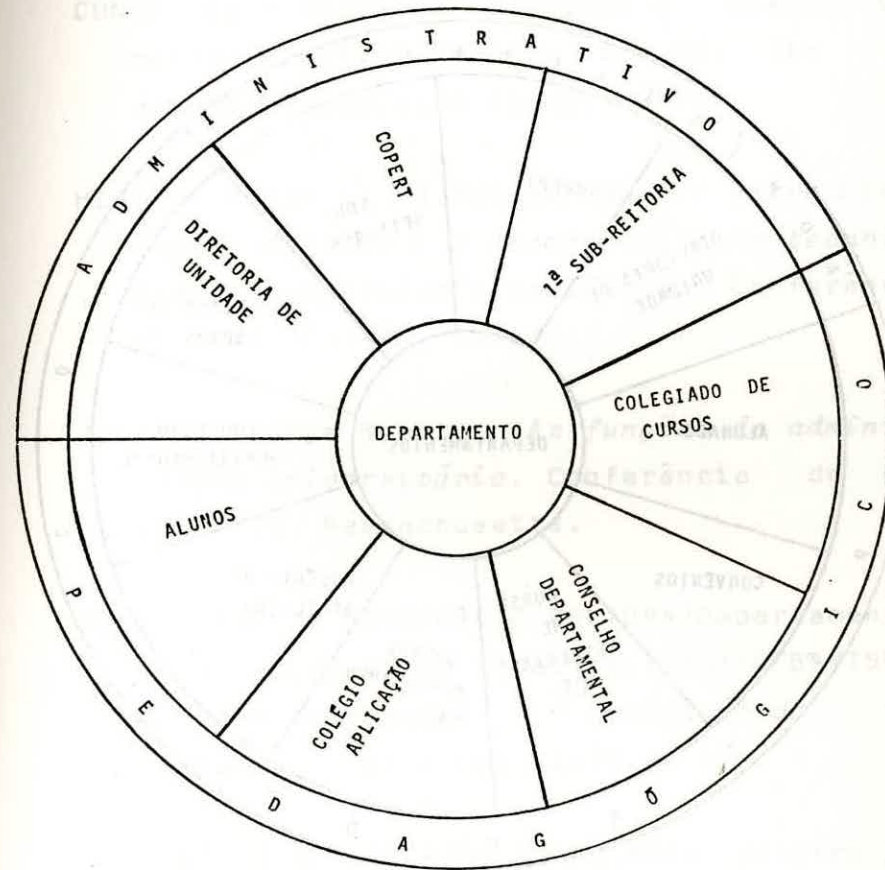 ADMINISTRATIVO
COPERT
1ª SUB-REITORIA
DIRETORIA DE
UNIDADE
DEPARTAMENTO
COLEGIADO DE
CURSOS
ALUNOS
CONSELHO
DEPARTAMENTAL
COLÉGIO
APLICAÇÃO
PEDAGÓGICO